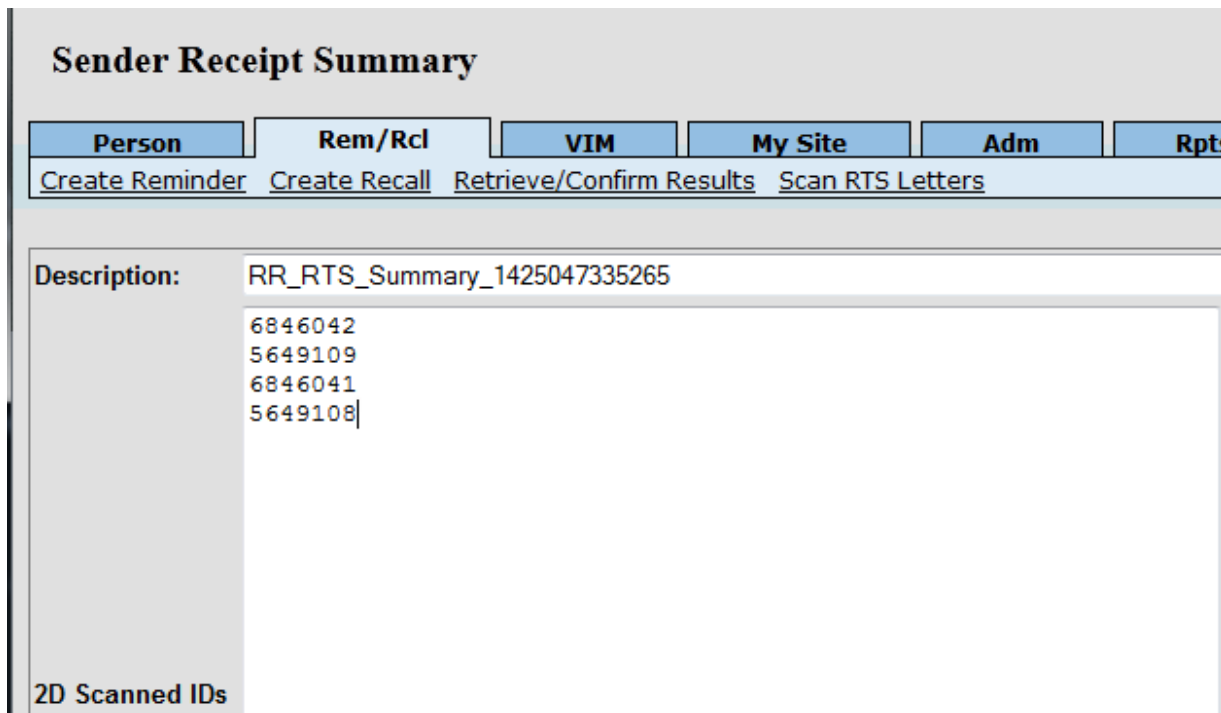 Sender Receipt Summary
Person Rem/Rcl VIM My Site Adm Rpts
Create Reminder Create Recall Retrieve/Confirm Results Scan RTS Letters
Description: RR_RTS_Summary_1425047335265
6846042
5649109
6846041
5649108
2D Scanned IDs